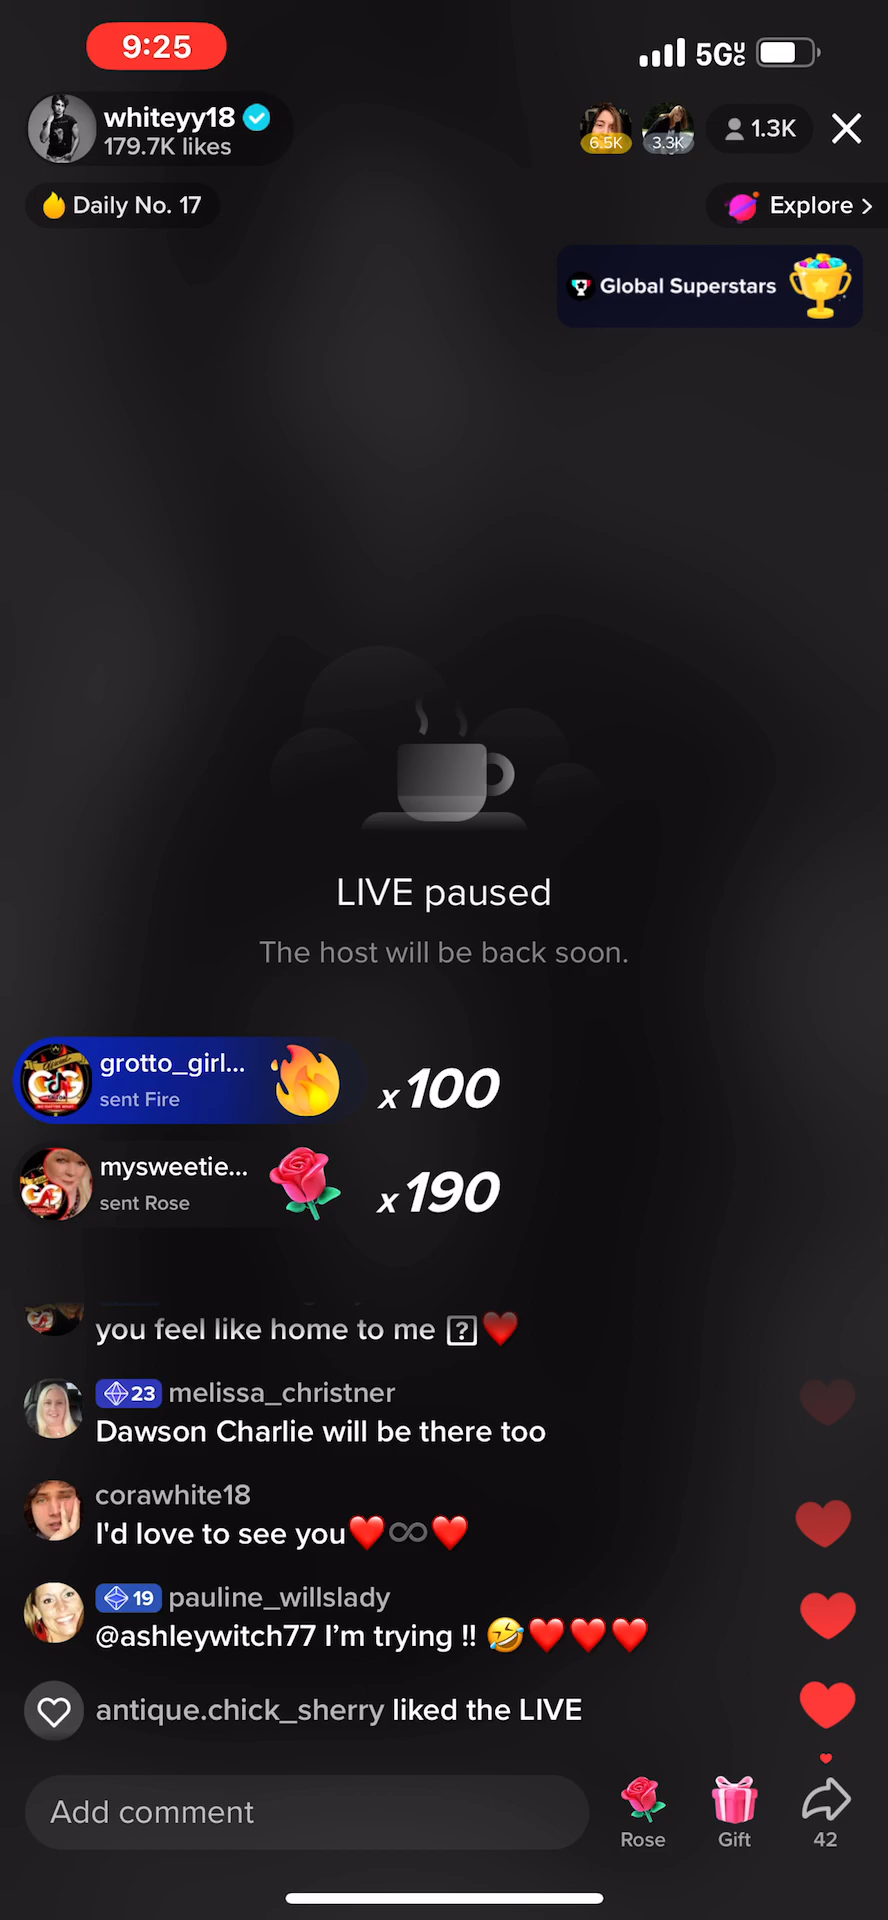 9:25
5G UC
whiteyy18
179.7K likes
6.5K
3.3K
1.3K
Daily No. 17
Explore >
Global Superstars
LIVE paused
The host will be back soon.
grotto_girl...
sent Fire
x100
mysweetie...
sent Rose
x190
you feel like home to me ❤️
23 melissa_christner
Dawson Charlie will be there too
corawhite18
I'd love to see you❤️∞❤️
19 pauline_willslady
@ashleywitch77 I’m trying !! 🤣❤️❤️❤️
antique.chick_sherry liked the LIVE
Add comment
Rose
Gift
42